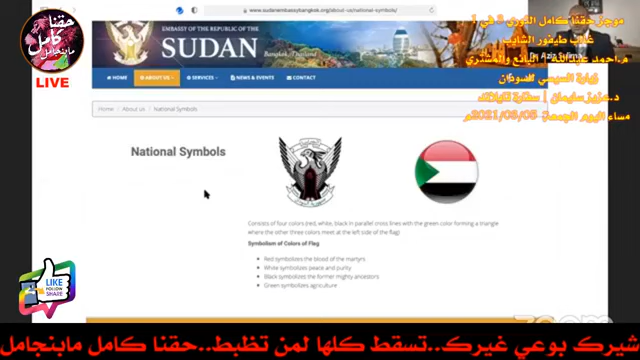 www.sudanembassybangkok.org/about-us/national-symbols/
EMBASSY OF THE REPUBLIC OF THE
SUDAN
HOME
ABOUT US
SERVICES
NEWS & EVENTS
CONTACT
Home
About us
National Symbols
National Symbols
Consists of four colors (red, white, black in parallel cross lines with the green color forming a triangle
where the other three colors meet at the left side of the flag)
Symbolism of Colors of Flag
Red symbolizes the blood of the martyrs
White symbolizes peace and purity
Black symbolizes the former mighty ancestors
Green symbolizes agriculture
حقنا
كامل
مابنجامل
LIVE
موجز حقنا كامل الثوري
زيارة السيسي للسودان
مساء اليوم الجمعة 2021/03/05م
LIKE
FOLLOW
SHARE
zoom
شيرك بوعي غيرك..تسقط كلها لمن تظبط..حقنا كامل مابنجامل